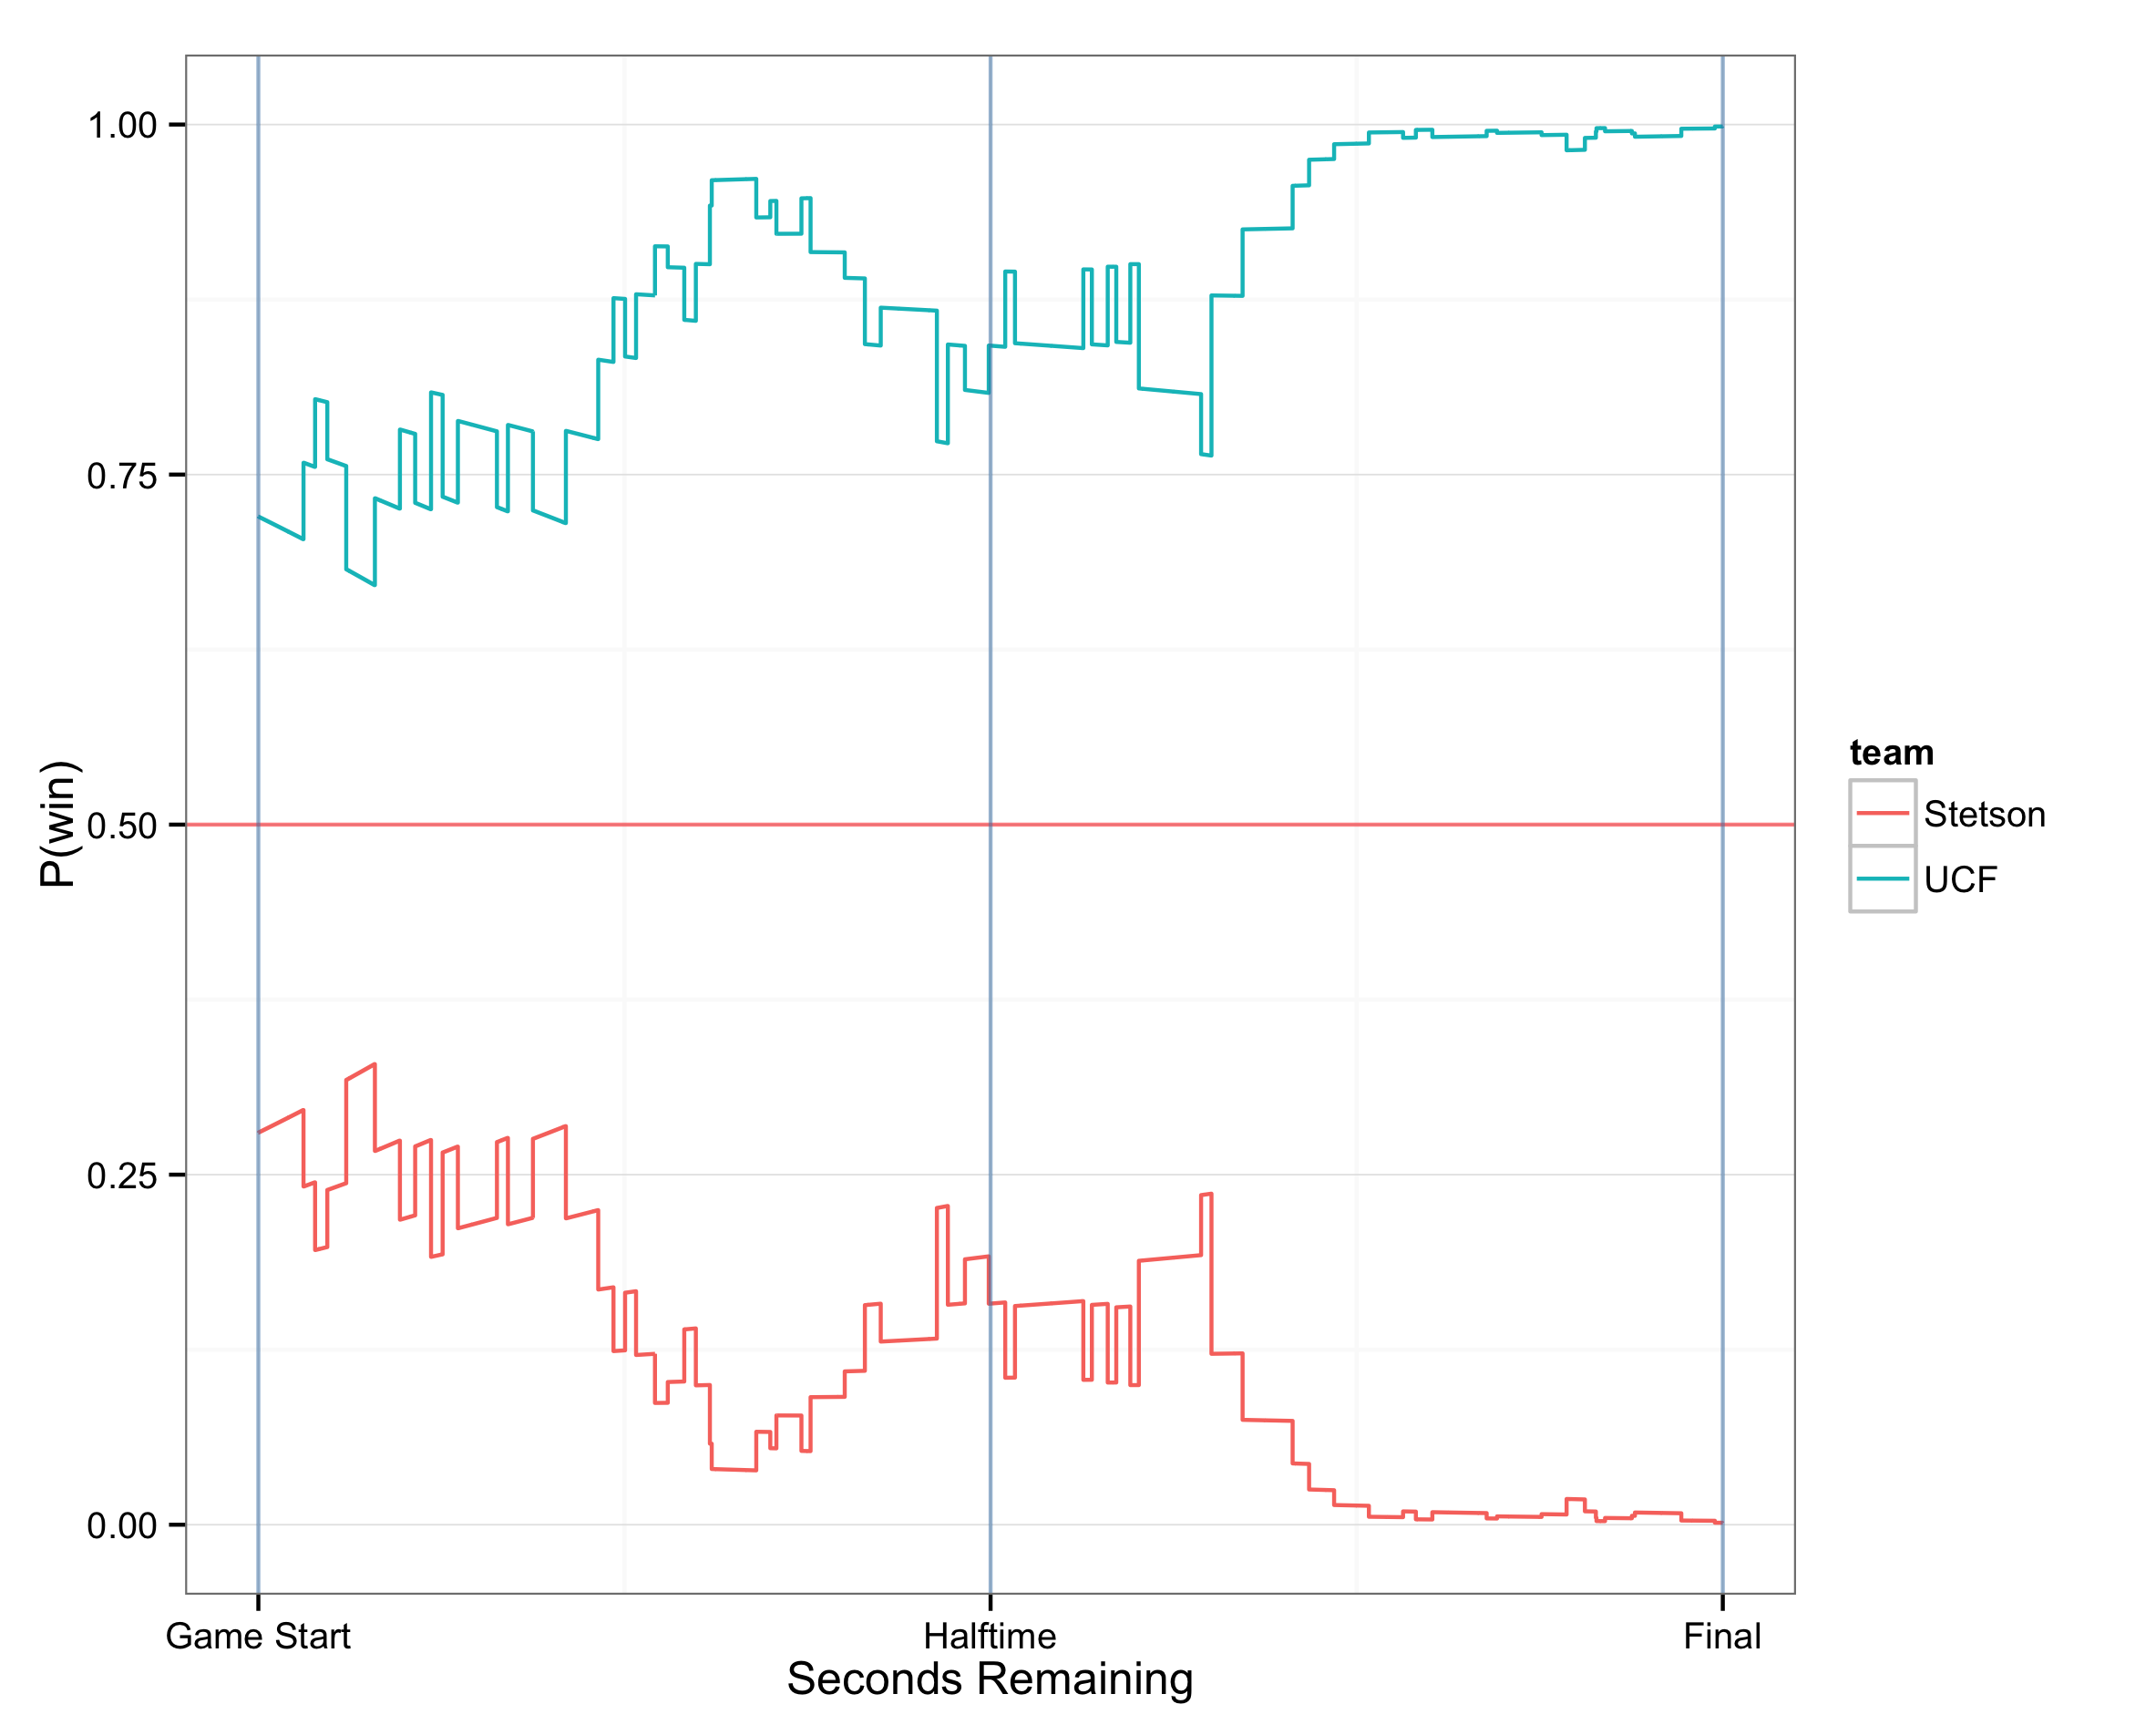 1.00
0.75
0.50
0.25
0.00
P(win)
Game Start
Halftime
Final
Seconds Remaining
team
Stetson
UCF